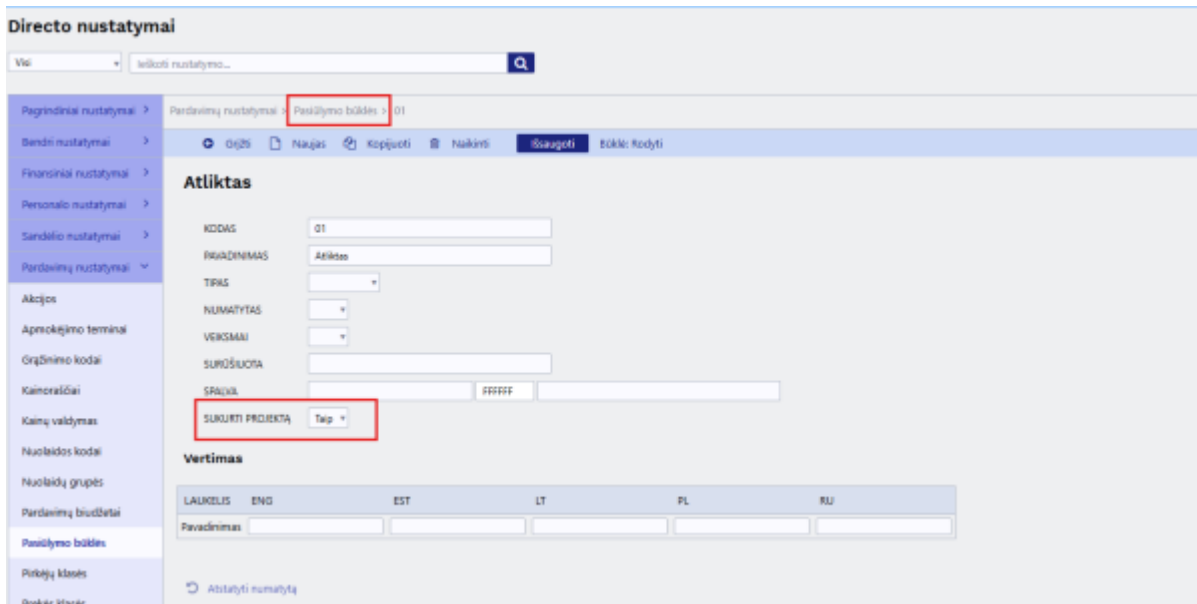 Directo nustatymai
Visi Ieškoti nustatymo...
Pagrindiniai nustatymai >
Bendri nustatymai >
Finansiniai nustatymai >
Personalo nustatymai >
Sandėlio nustatymai >
Pardavimų nustatymai
Akcijos
Apmokėjimo terminai
Grąžinimo kodai
Kainoraščiai
Kainų valdymas
Nuolaidos kodai
Nuolaidų grupės
Pardavimų biudžetai
Pasiūlymo būklės
Pirkėjų klasės
Prekės klasės
Pardavimų nustatymai > Pasiūlymo būklės > 01
Grįžti Naujas Kopijuoti Naikinti Išsaugoti Būklė: Rodyti
Atliktas
KODAS 01
PAVADINIMAS Atliktas
TIPAS
NUMATYTAS
VEIKSMAI
SURŪŠIUOTA
SPALVA FFFFFF
SUKURTI PROJEKTĄ Taip
Vertimas
LAUKELIS ENG EST LT PL RU
Pavadinimas
Atstatyti numatytą